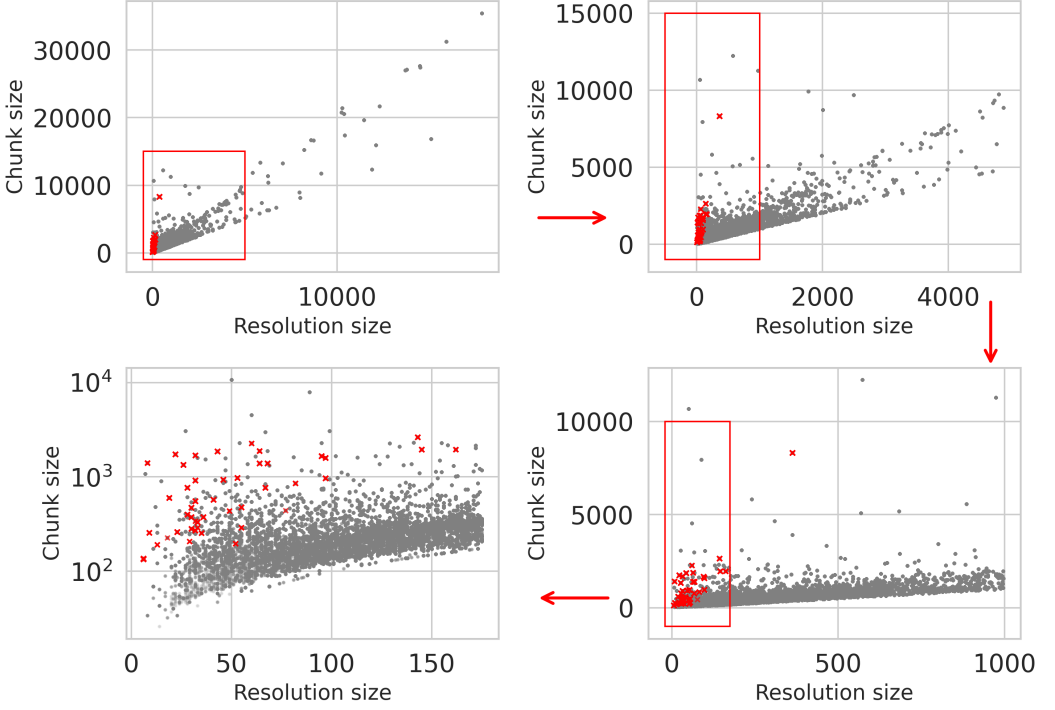 30000
20000
10000
0
Chunk size
0 10000
Resolution size
15000
10000
5000
0
Chunk size
0 2000 4000
Resolution size
10^4
10^3
10^2
Chunk size
0 50 100 150
Resolution size
10000
5000
0
Chunk size
0 500 1000
Resolution size